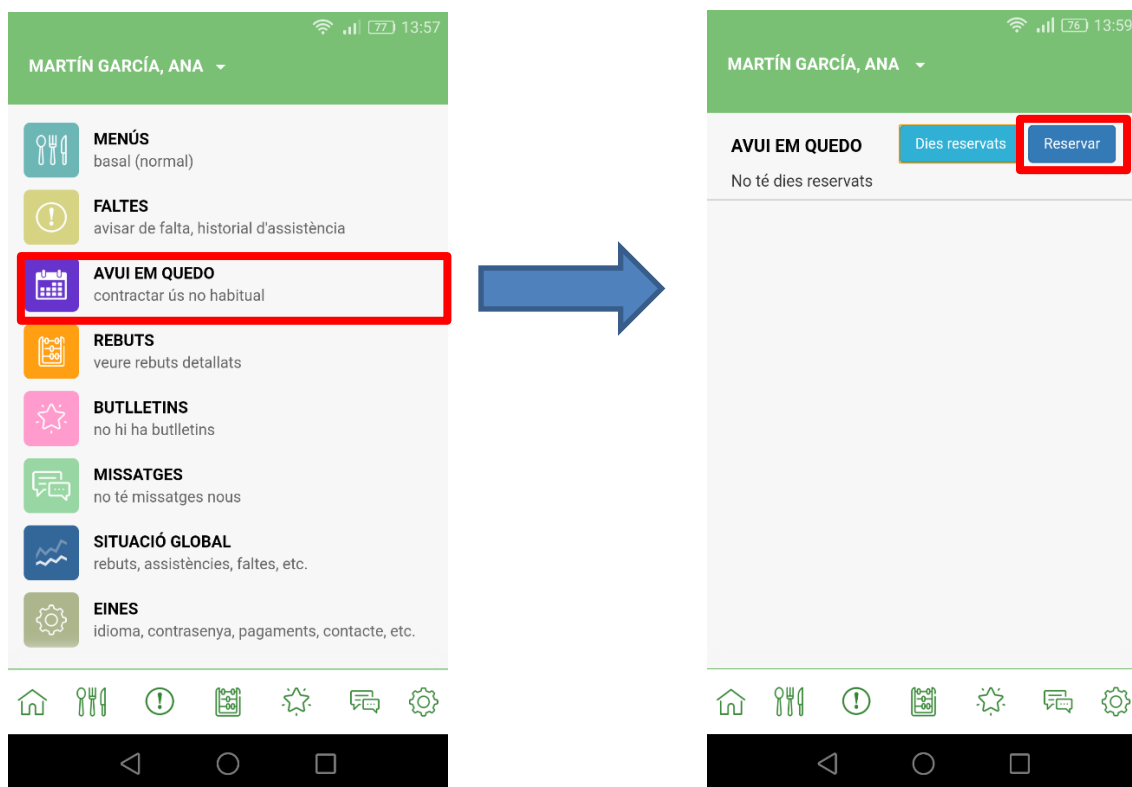 77 13:57
MARTÍN GARCÍA, ANA
MENÚS
basal (normal)
FALTES
avisar de falta, historial d'assistència
AVUI EM QUEDO
contractar ús no habitual
REBUTS
veure rebuts detallats
BUTLLETINS
no hi ha butlletins
MISSATGES
no té missatges nous
SITUACIÓ GLOBAL
rebuts, assistències, faltes, etc.
EINES
idioma, contrasenya, pagaments, contacte, etc.
76 13:59
MARTÍN GARCÍA, ANA
AVUI EM QUEDO Dies reservats Reservar
No té dies reservats